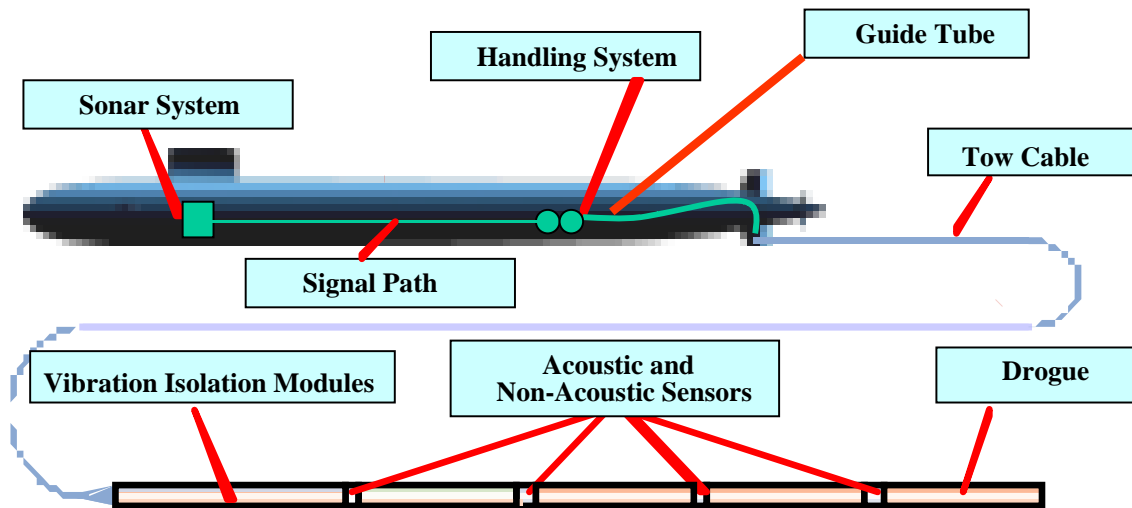 Guide Tube
Handling System
Sonar System
Tow Cable
Signal Path
Vibration Isolation Modules
Acoustic and
Non-Acoustic Sensors
Drogue